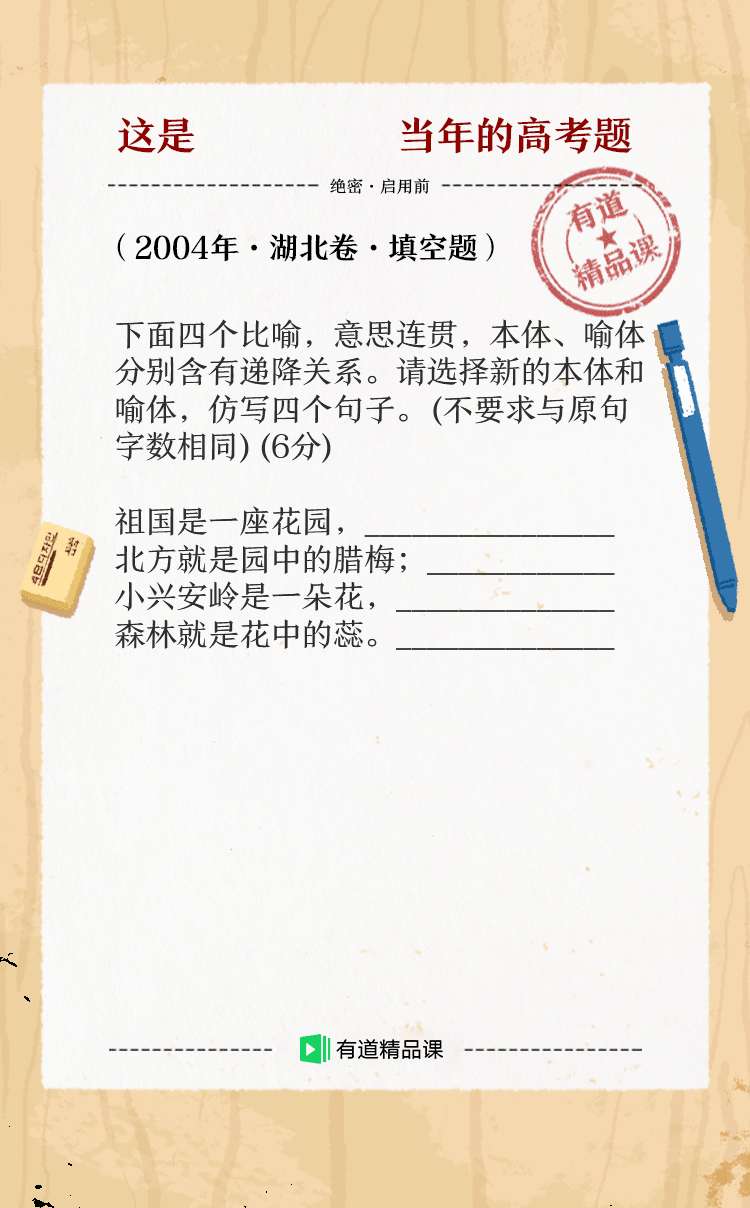 这是 当年的高考题
绝密·启用前
有道
精品课
（2004年·湖北卷·填空题）
下面四个比喻，意思连贯，本体、喻体
分别含有递降关系。请选择新的本体和
喻体，仿写四个句子。(不要求与原句
字数相同) (6分)
祖国是一座花园，________________
北方就是园中的腊梅；____________
小兴安岭是一朵花，______________
森林就是花中的蕊。______________
有道精品课